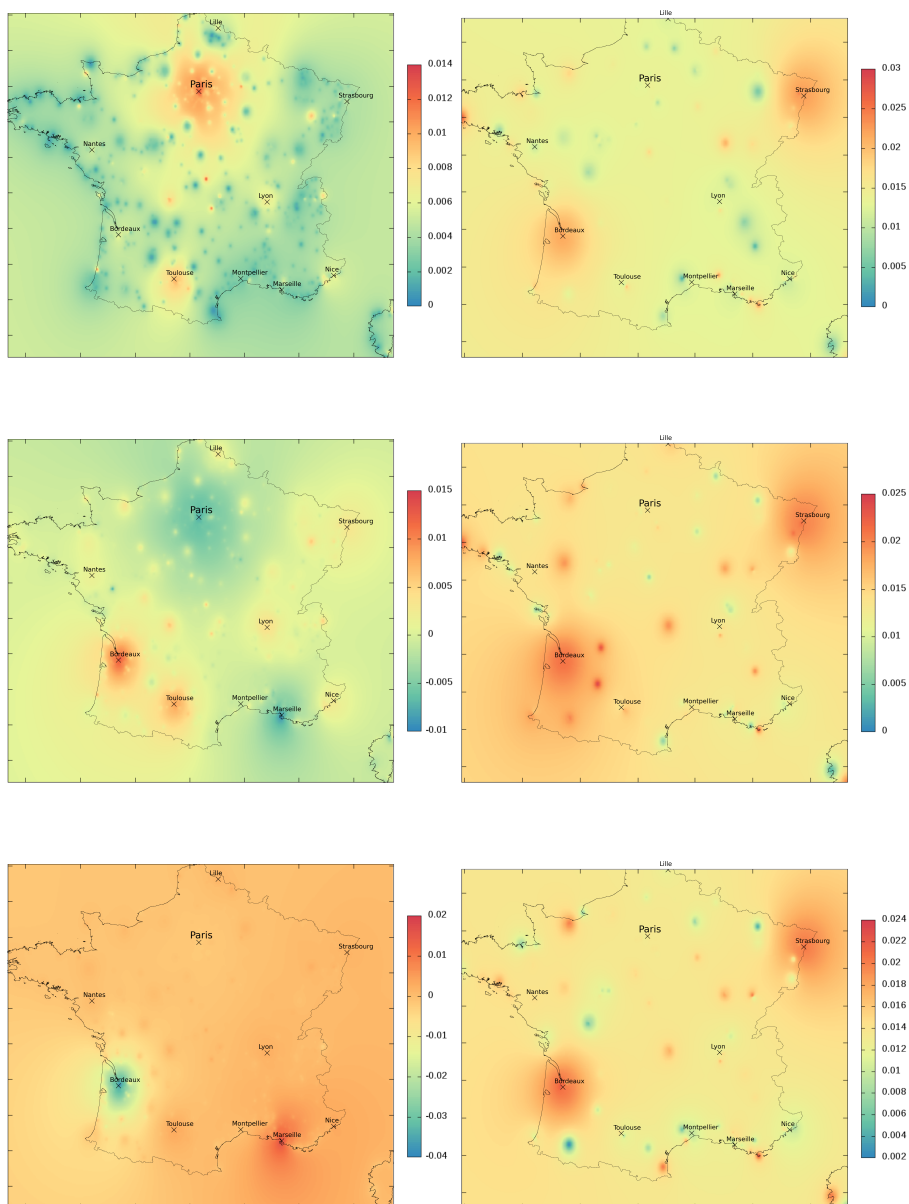 Lille
Paris
Strasbourg
Nantes
Lyon
Bordeaux
Toulouse
Montpellier
Nice
Marseille
0.014
0.012
0.01
0.008
0.006
0.004
0.002
0
Lille
Paris
Strasbourg
Nantes
Lyon
Bordeaux
Toulouse
Montpellier
Nice
Marseille
0.03
0.025
0.02
0.015
0.01
0.005
0
Lille
Paris
Strasbourg
Nantes
Lyon
Bordeaux
Toulouse
Montpellier
Nice
Marseille
0.015
0.01
0.005
0
-0.005
-0.01
Lille
Paris
Strasbourg
Nantes
Lyon
Bordeaux
Toulouse
Montpellier
Nice
Marseille
0.025
0.02
0.015
0.01
0.005
0
Lille
Paris
Strasbourg
Nantes
Lyon
Bordeaux
Toulouse
Montpellier
Nice
Marseille
0.02
0.01
0
-0.01
-0.02
-0.03
-0.04
Lille
Paris
Strasbourg
Nantes
Lyon
Bordeaux
Toulouse
Montpellier
Nice
Marseille
0.024
0.022
0.02
0.018
0.016
0.014
0.012
0.01
0.008
0.006
0.004
0.002